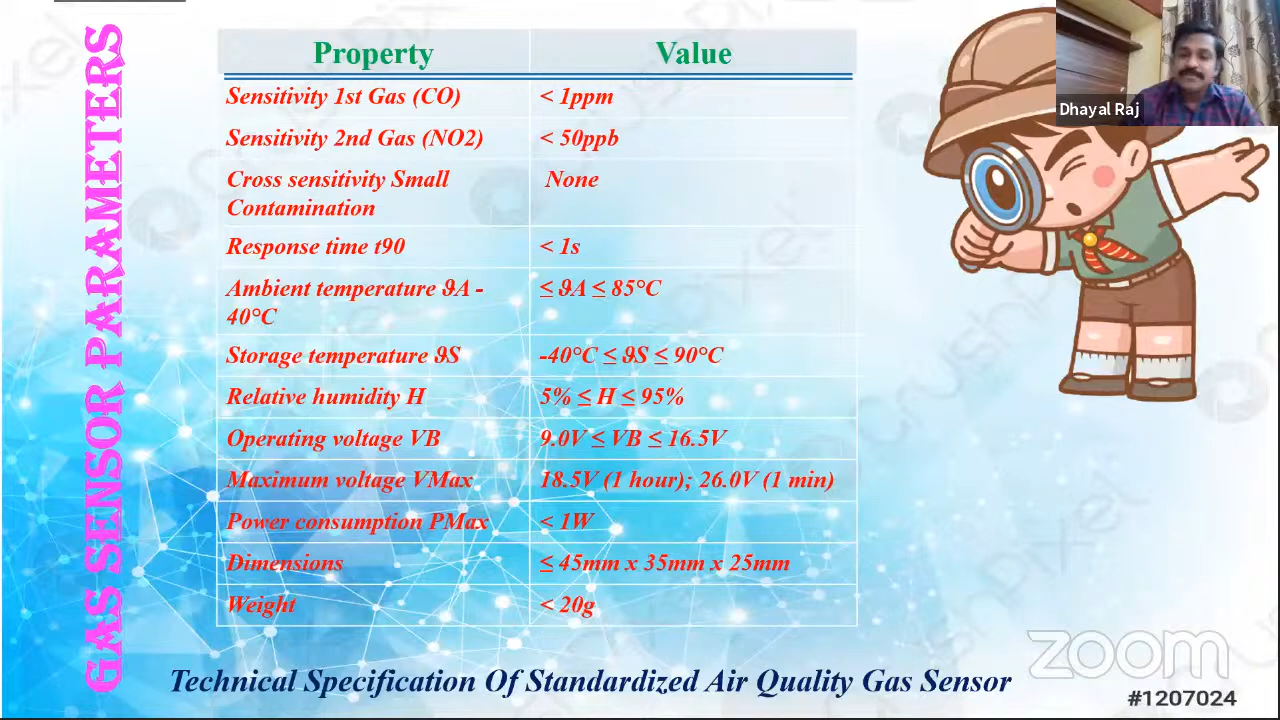 GAS SENSOR PARAMETERS
Property Value
Sensitivity 1st Gas (CO) < 1ppm
Sensitivity 2nd Gas (NO2) < 50ppb
Cross sensitivity Small None
Contamination
Response time t90 < 1s
Ambient temperature ϑA - ≤ ϑA ≤ 85°C
40°C
Storage temperature ϑS -40°C ≤ ϑS ≤ 90°C
Relative humidity H 5% ≤ H ≤ 95%
Operating voltage VB 9.0V ≤ VB ≤ 16.5V
Maximum voltage VMax 18.5V (1 hour); 26.0V (1 min)
Power consumption PMax < 1W
Dimensions ≤ 45mm x 35mm x 25mm
Weight < 20g
Technical Specification Of Standardized Air Quality Gas Sensor
Dhayal Raj
zoom
#1207024